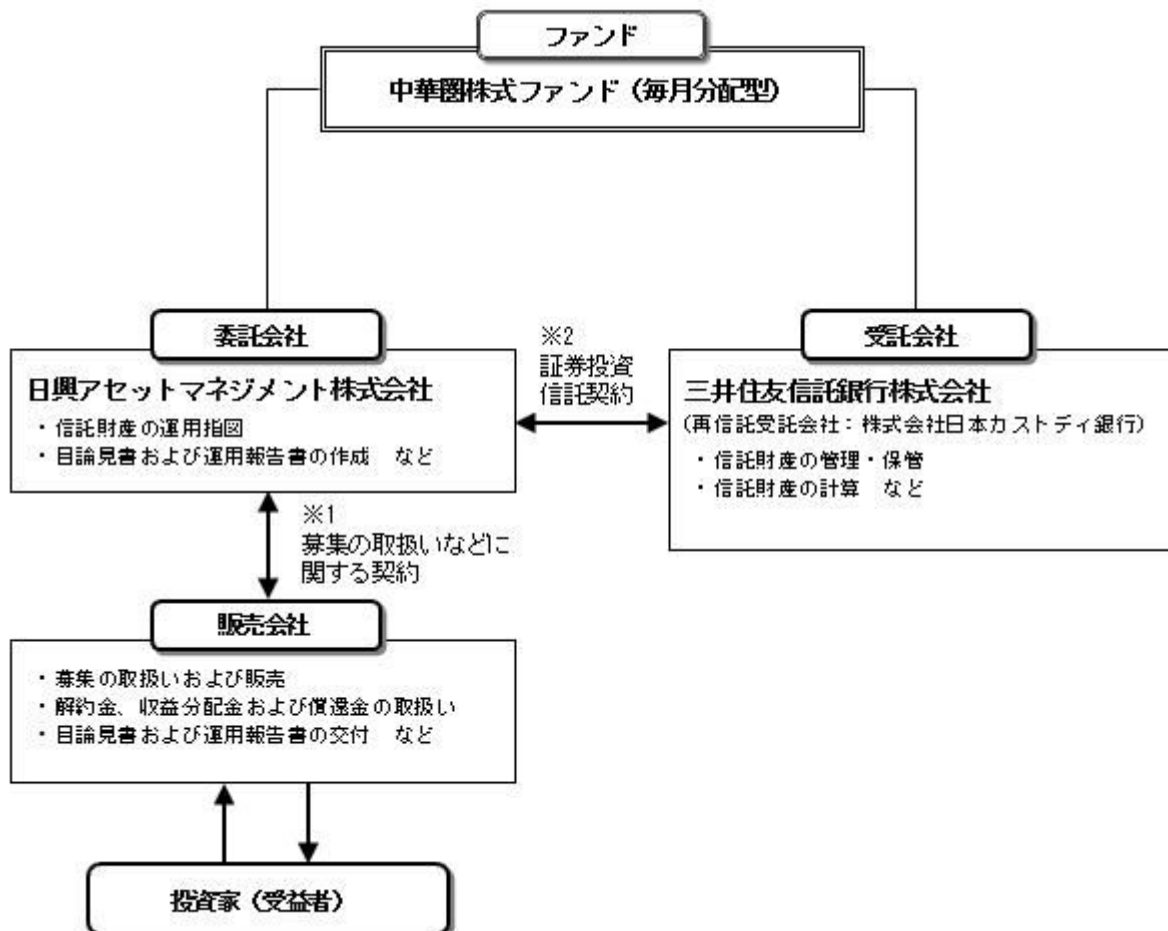 ファンド
中華圏株式ファンド（毎月分配型）
委託会社
日興アセットマネジメント株式会社
・信託財産の運用指図
・目論見書および運用報告書の作成　など
※2
証券投資
信託契約
受託会社
三井住友信託銀行株式会社
(再信託受託会社：株式会社日本カストディ銀行)
・信託財産の管理・保管
・信託財産の計算　など
※1
募集の取扱いなどに
関する契約
販売会社
・募集の取扱いおよび販売
・解約金、収益分配金および償還金の取扱い
・目論見書および運用報告書の交付　など
投資家（受益者）